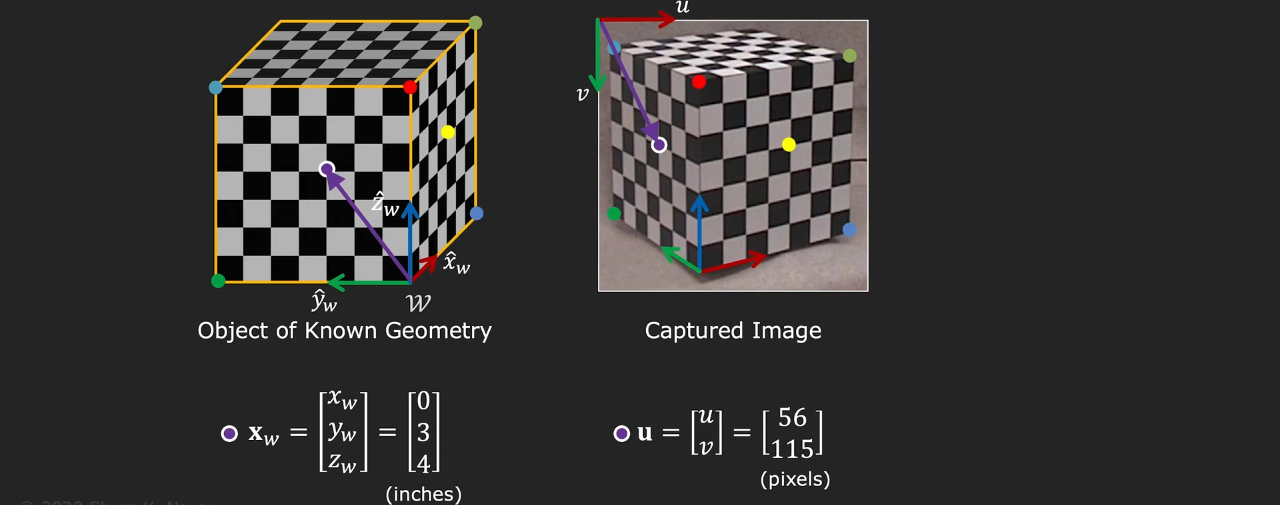 u
v
ẑ_w
x̂_w
ŷ_w
𝒲
Object of Known Geometry
Captured Image
𝐱_w = [x_w y_w z_w] = [0 3 4]
(inches)
𝐮 = [u v] = [56 115]
(pixels)